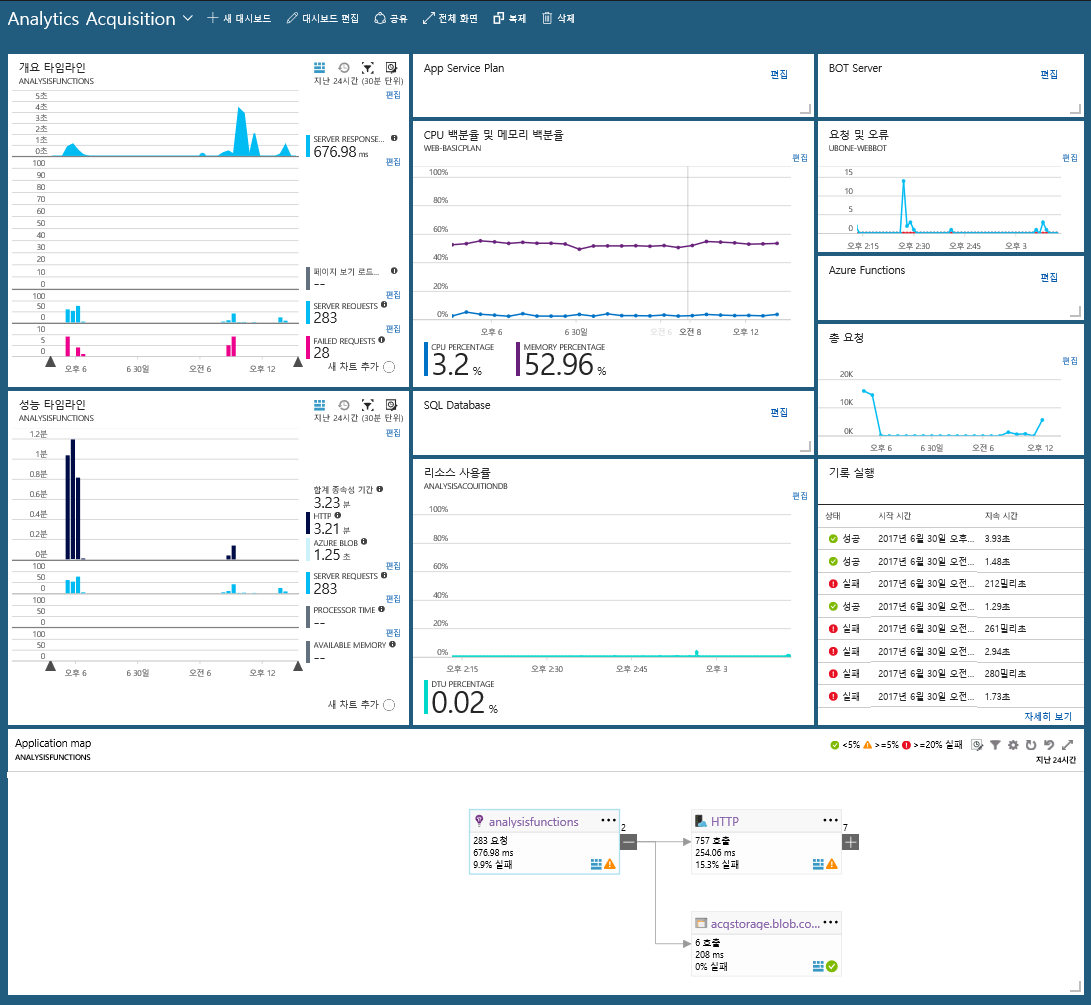 Analytics Acquisition
새 대시보드
대시보드 편집
공유
전체 화면
복제
삭제
개요 타임라인
ANALYSISFUNCTIONS
지난 24시간 (30분 단위)
편집
5초
4초
3초
2초
1초
0초
SERVER RESPONSE...
676.98 ms
편집
100
90
80
70
60
50
40
30
20
10
0
페이지 보기 로드...
--
편집
100
50
0
SERVER REQUESTS
283
편집
10
5
0
FAILED REQUESTS
28
오후 6
6 30일
오전 6
오후 12
새 차트 추가
성능 타임라인
ANALYSISFUNCTIONS
지난 24시간 (30분 단위)
편집
1.2분
1분
0.8분
0.6분
0.4분
0.2분
0분
합계 종속성 기간
3.23 분
HTTP
3.21 분
AZURE BLOB
1.25 초
편집
100
50
0
SERVER REQUESTS
283
편집
100
50
0
PROCESSOR TIME
--
편집
100
50
0
AVAILABLE MEMORY
--
오후 6
6 30일
오전 6
오후 12
새 차트 추가
App Service Plan
편집
CPU 백분율 및 메모리 백분율
WEB-BASICPLAN
편집
100%
80%
60%
40%
20%
0%
오후 6
6 30일
오전 6
오전 8
오후 12
CPU PERCENTAGE
3.2 %
MEMORY PERCENTAGE
52.96 %
SQL Database
편집
리소스 사용률
ANALYSISACQUITIONDB
편집
100%
80%
60%
40%
20%
0%
오후 2:15
오후 2:30
오후 2:45
오후 3
DTU PERCENTAGE
0.02 %
BOT Server
편집
요청 및 오류
UBONE-WEBBOT
편집
15
10
5
0
오후 2:15
오후 2:30
오후 2:45
오후 3
Azure Functions
편집
총 요청
편집
20K
10K
0K
오후 6
6 30일
오전 6
오후 12
기록 실행
상태 시작 시간 지속 시간
성공 2017년 6월 30일 오후... 3.93초
성공 2017년 6월 30일 오전... 1.48초
실패 2017년 6월 30일 오전... 212밀리초
성공 2017년 6월 30일 오전... 1.29초
실패 2017년 6월 30일 오전... 261밀리초
실패 2017년 6월 30일 오전... 2.94초
실패 2017년 6월 30일 오전... 280밀리초
실패 2017년 6월 30일 오전... 1.73초
자세히 보기
Application map
ANALYSISFUNCTIONS
<5% >=5% >=20% 실패
지난 24시간
analysisfunctions
283 요청
676.98 ms
9.9% 실패
2
HTTP
757 호출
254.06 ms
15.3% 실패
7
acqstorage.blob.co...
6 호출
208 ms
0% 실패